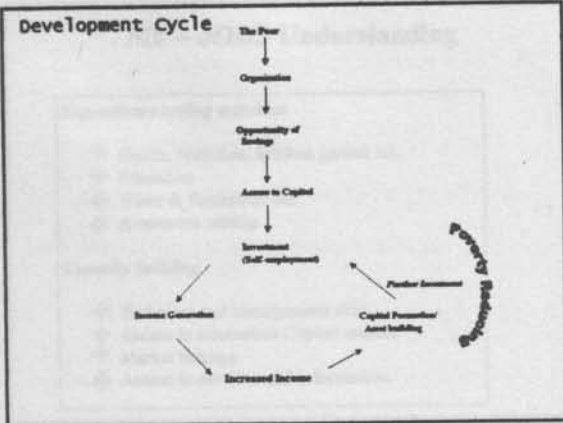 Development Cycle
The Poor
Organization
Opportunity of
Savings
Access to Capital
Investment
(Self-employment)
Poverty Reducing
Further Investment
Income Generation
Capital Formation/
Asset building
Increased Income